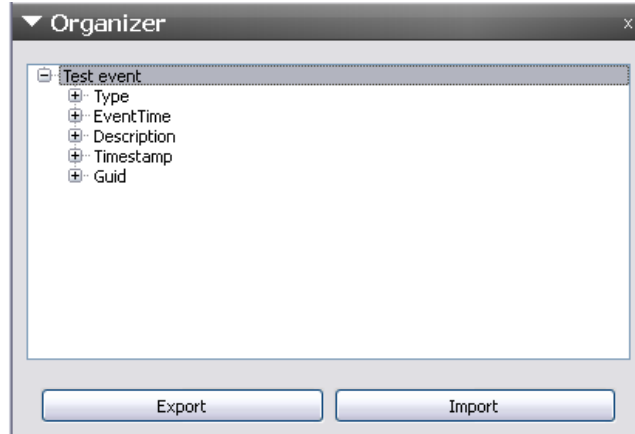 Organizer x
Test event
Type
EventTime
Description
Timestamp
Guid
Export Import